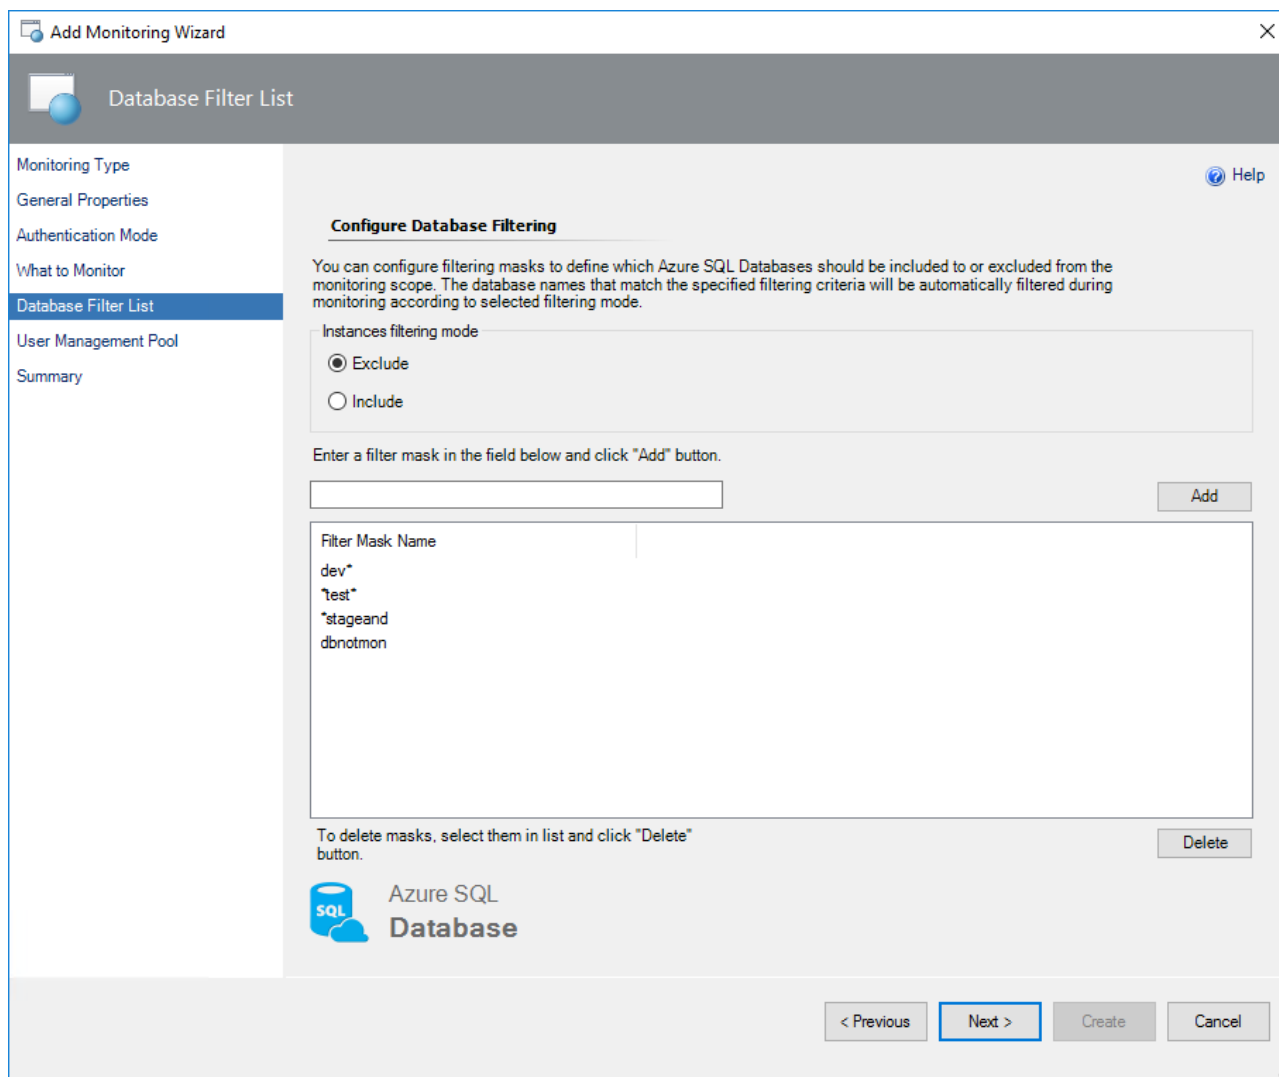 Add Monitoring Wizard
Database Filter List
Monitoring Type
General Properties
Authentication Mode
What to Monitor
Database Filter List
User Management Pool
Summary
Help
Configure Database Filtering
You can configure filtering masks to define which Azure SQL Databases should be included to or excluded from the
monitoring scope. The database names that match the specified filtering criteria will be automatically filtered during
monitoring according to selected filtering mode.
Instances filtering mode
Exclude
Include
Enter a filter mask in the field below and click "Add" button.
Add
Filter Mask Name
dev*
*test*
*stageand
dbnotmon
To delete masks, select them in list and click "Delete"
button.
Delete
SQL
Azure SQL
Database
< Previous
Next >
Create
Cancel